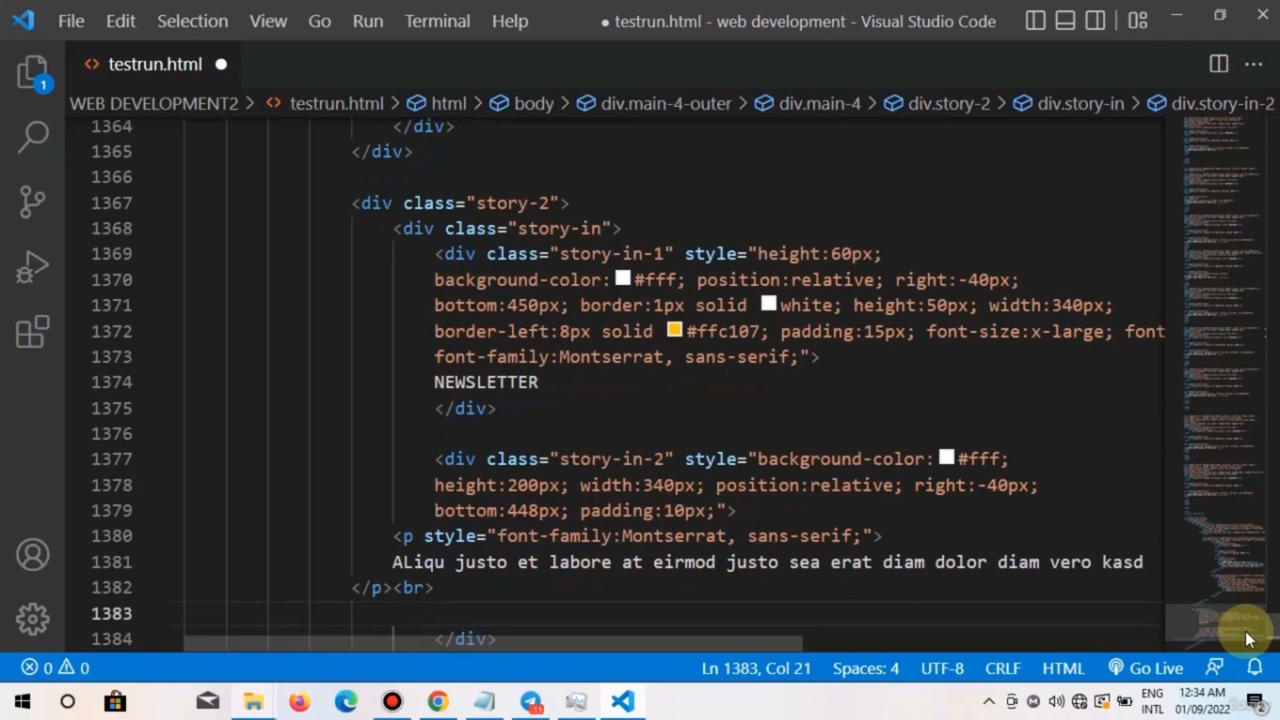 File Edit Selection View Go Run Terminal Help ● testrun.html - web development - Visual Studio Code
testrun.html
WEB DEVELOPMENT2 > testrun.html > html > body > div.main-4-outer > div.main-4 > div.story-2 > div.story-in > div.story-in-2
1364 </div>
1365 </div>
1366
1367 <div class="story-2">
1368 <div class="story-in">
1369 <div class="story-in-1" style="height:60px;
1370 background-color:#fff; position:relative; right:-40px;
1371 bottom:450px; border:1px solid white; height:50px; width:340px;
1372 border-left:8px solid #ffc107; padding:15px; font-size:x-large; font
1373 font-family:Montserrat, sans-serif;">
1374 NEWSLETTER
1375 </div>
1376
1377 <div class="story-in-2" style="background-color:#fff;
1378 height:200px; width:340px; position:relative; right:-40px;
1379 bottom:448px; padding:10px;">
1380 <p style="font-family:Montserrat, sans-serif;">
1381 ALiqu justo et labore at eirmod justo sea erat diam dolor diam vero kasd
1382 </p><br>
1383
1384 </div>
1
0 0 Ln 1383, Col 21 Spaces: 4 UTF-8 CRLF HTML Go Live
11 ENG 12:34 AM
INTL 01/09/2022 2